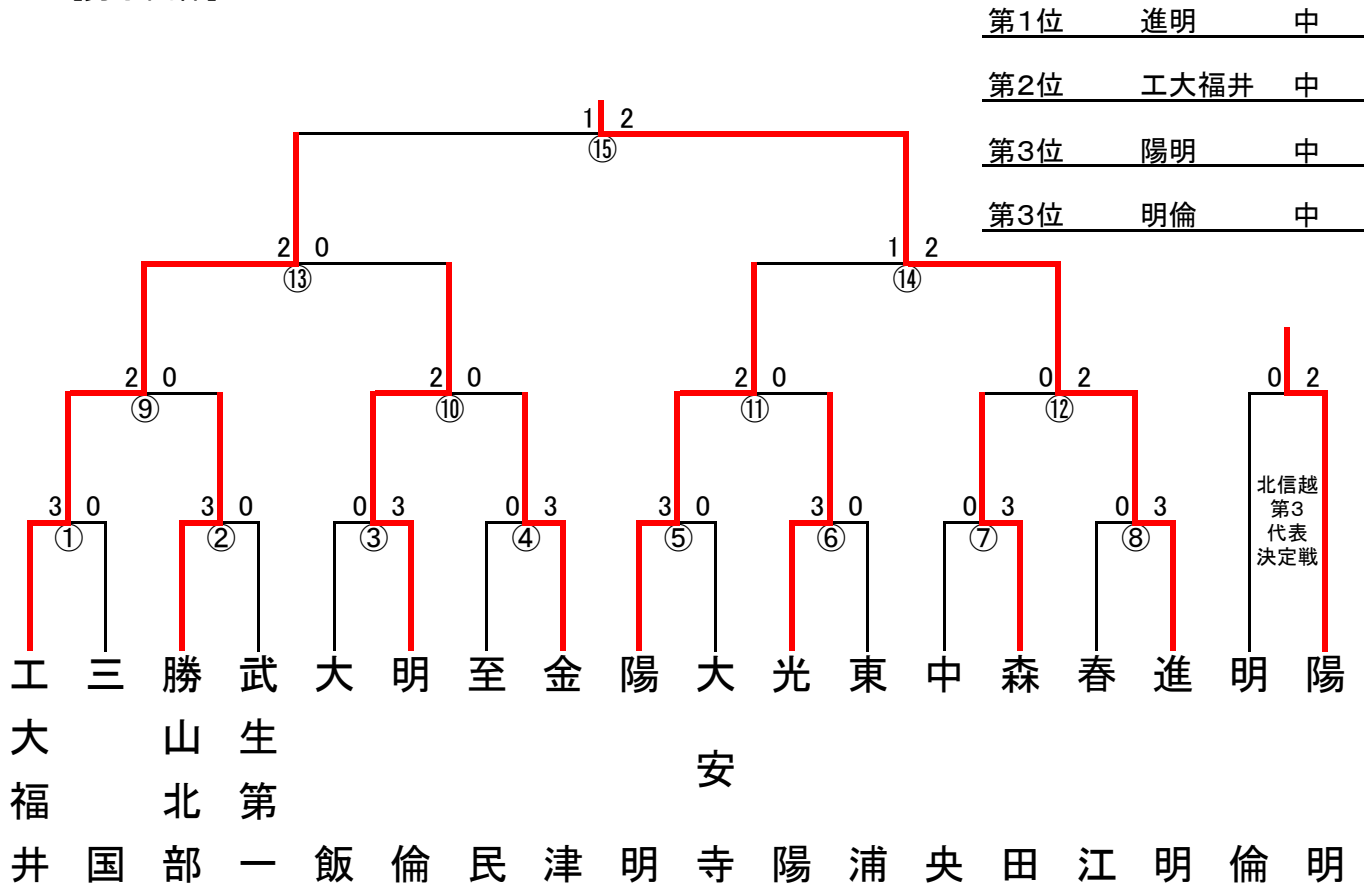 第1位 進明 中
第2位 工大福井 中
第3位 陽明 中
第3位 明倫 中
1 2
⑮
2 0
⑬
1 2
⑭
2 0
⑨
2 0
⑩
2 0
⑪
0 2
⑫
0 2
3 0
①
3 0
②
0 3
③
0 3
④
3 0
⑤
3 0
⑥
0 3
⑦
0 3
⑧
北信越
第3
代表
決定戦
工大福井
三国
勝山北部
武生第一
大飯
明倫
至民
金津
陽明
大安寺
光陽
東浦
中央
森田
春江
進明
明倫
陽明